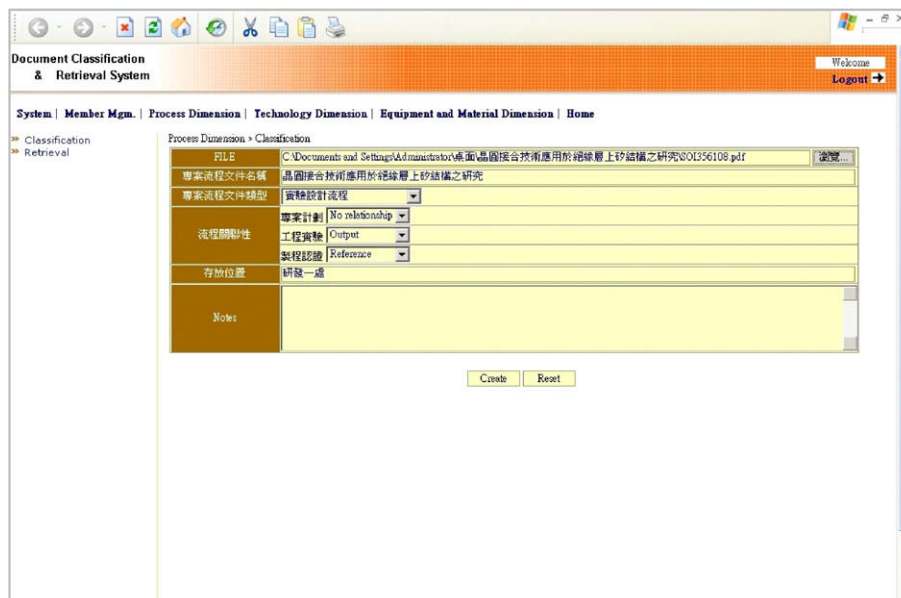 Document Classification
& Retrieval System
Welcome
Logout
System | Member Mgm. | Process Dimension | Technology Dimension | Equipment and Material Dimension | Home
» Classification
» Retrieval
Process Dimension » Classification
FILE C:\Documents and Settings\Administrator\桌面\晶圓接合技術應用於絕緣層上矽結構之研究\SOI356108.pdf 瀏覽...
專案流程文件名稱 晶圓接合技術應用於絕緣層上矽結構之研究
專案流程文件類型 實驗設計流程
流程關聯性
專案計劃 No relationship
工程實驗 Output
製程認證 Reference
存放位置 研發一處
Notes
Create Reset